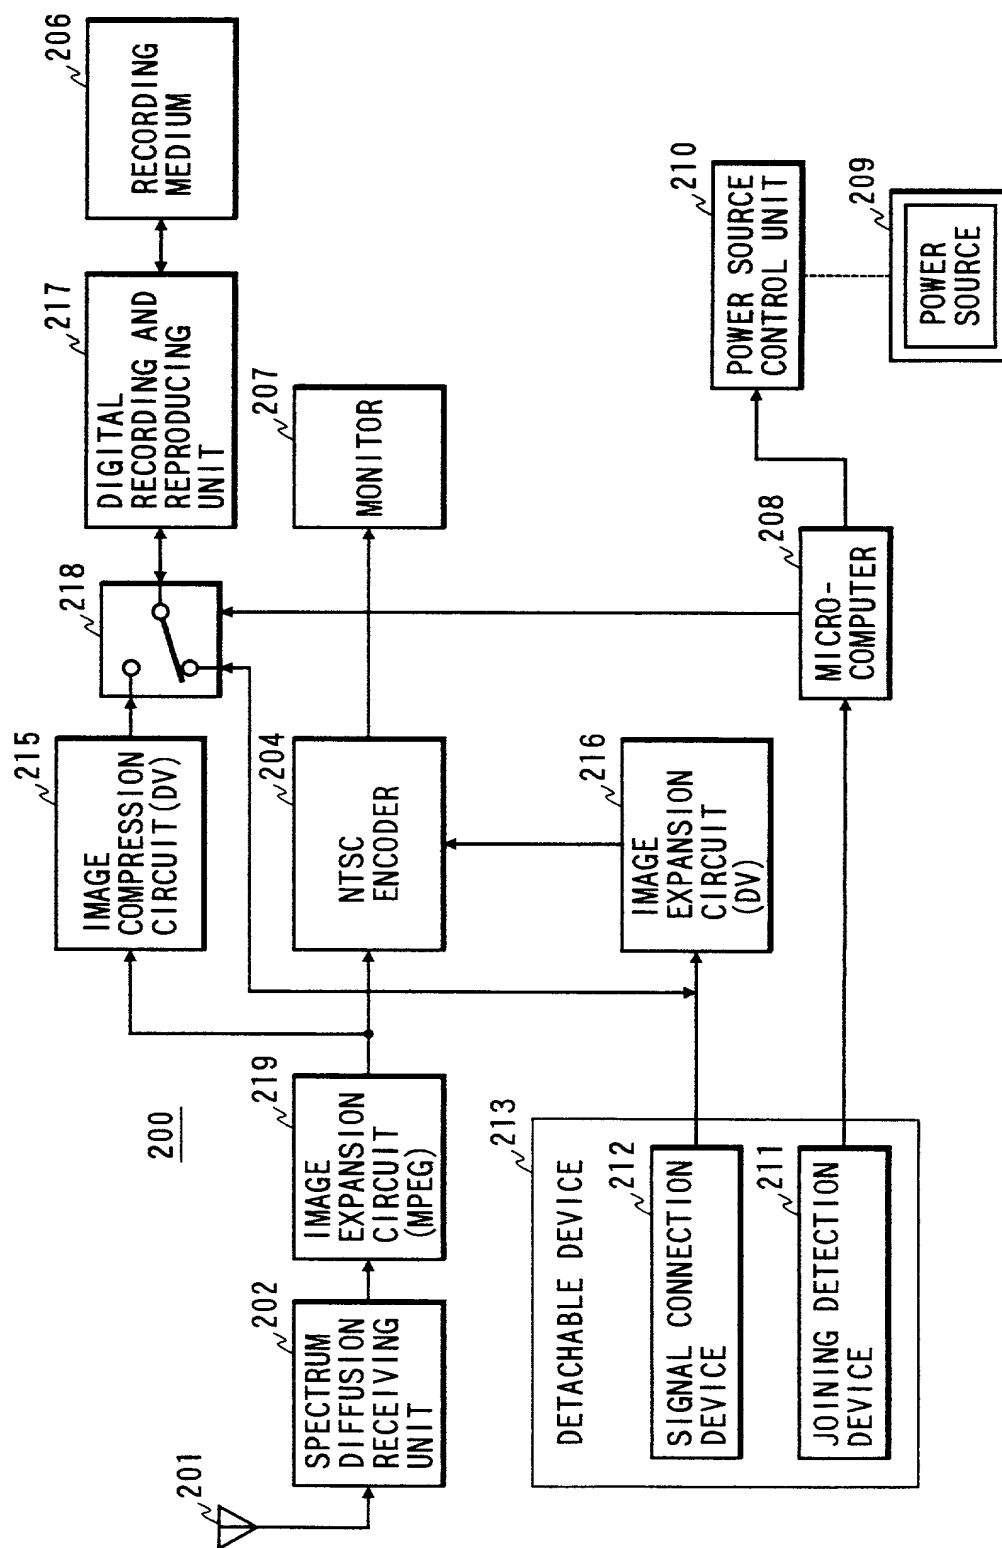 200
201
202
SPECTRUM
DIFFUSION
RECEIVING
UNIT
219
IMAGE
EXPANSION
CIRCUIT
(MPEG)
215
IMAGE
COMPRESSION
CIRCUIT(DV)
218
217
DIGITAL
RECORDING AND
REPRODUCING
UNIT
206
RECORDING
MEDIUM
204
NTSC
ENCODER
207
MONITOR
213
DETACHABLE DEVICE
212
SIGNAL CONNECTION
DEVICE
211
JOINING DETECTION
DEVICE
216
IMAGE
EXPANSION
CIRCUIT
(DV)
208
MICRO-
COMPUTER
210
POWER SOURCE
CONTROL UNIT
209
POWER
SOURCE